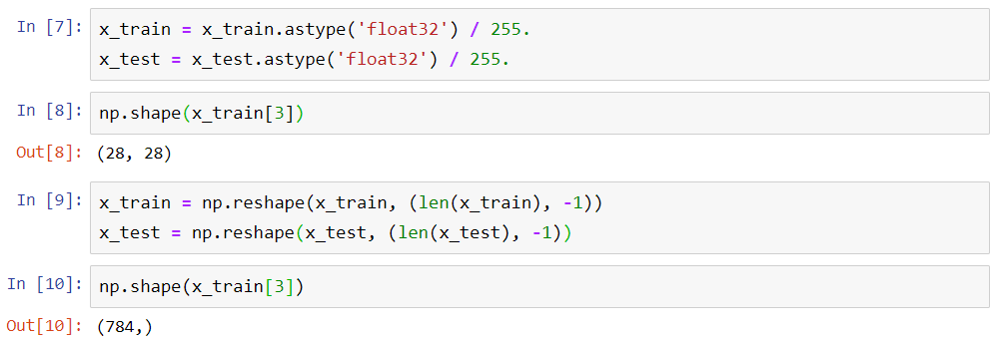 In [7]: x_train = x_train.astype('float32') / 255.
x_test = x_test.astype('float32') / 255.
In [8]: np.shape(x_train[3])
Out[8]: (28, 28)
In [9]: x_train = np.reshape(x_train, (len(x_train), -1))
x_test = np.reshape(x_test, (len(x_test), -1))
In [10]: np.shape(x_train[3])
Out[10]: (784,)